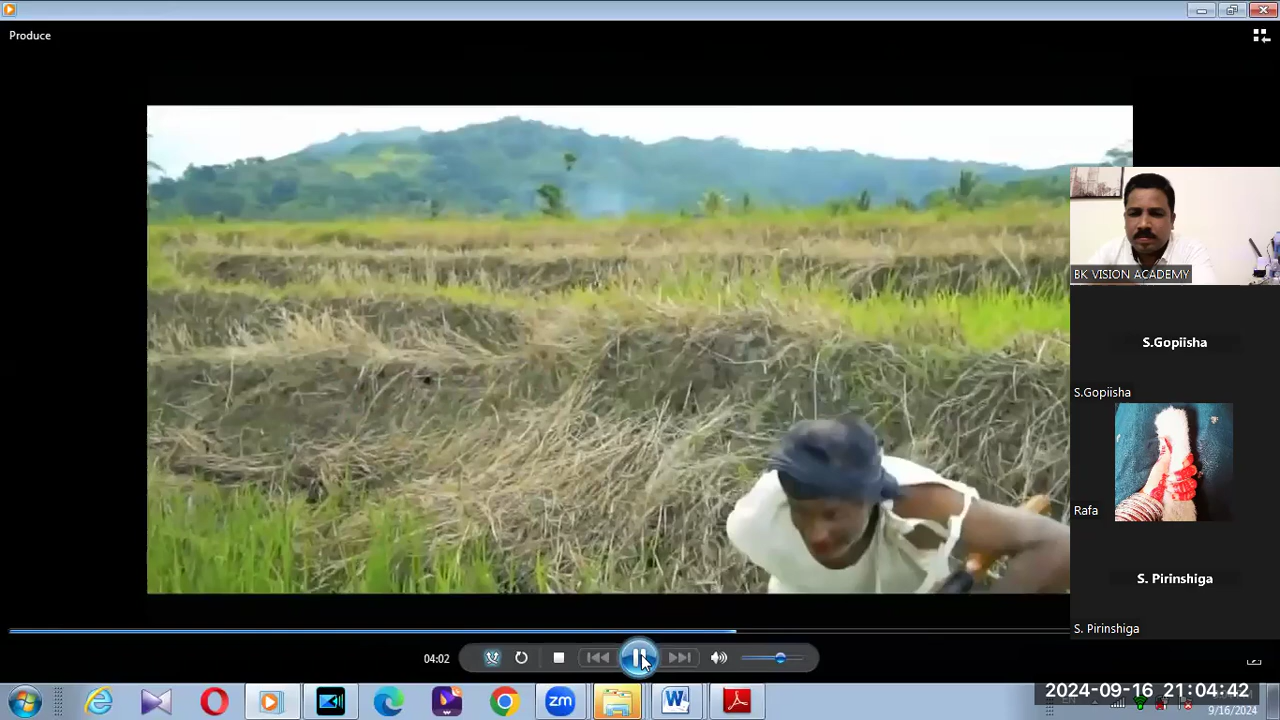 Produce
BK VISION ACADEMY
S.Gopiisha
S.Gopiisha
Rafa
S. Pirinshiga
S. Pirinshiga
04:02
zm
W
2024-09-16 21:04:42
9/16/2024